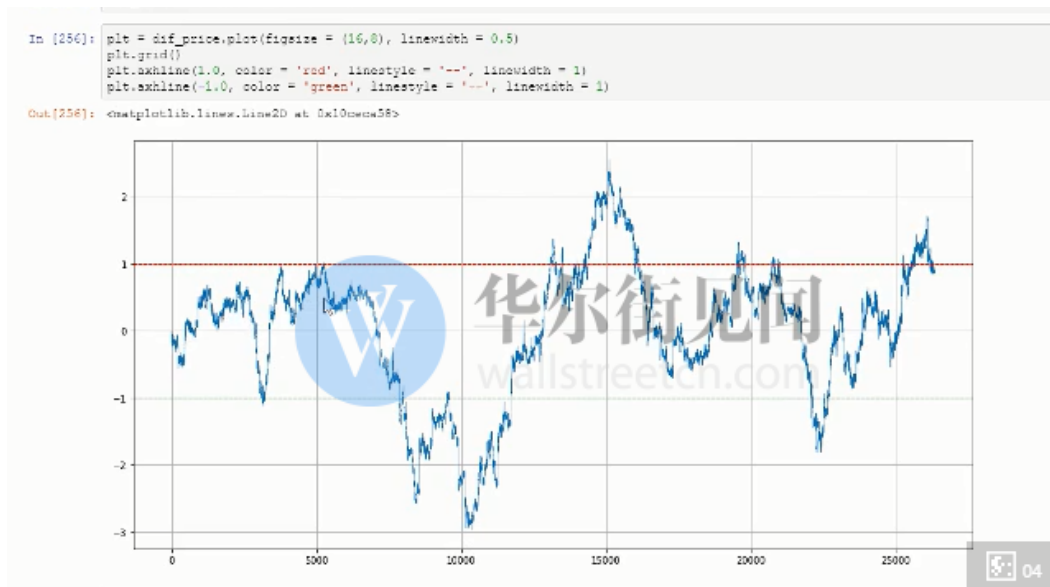 In [256]: plt = dif_price.plot(figsize = (16,8), linewidth = 0.5)
plt.grid()
plt.axhline(1.0, color = 'red', linestyle = '--', linewidth = 1)
plt.axhline(-1.0, color = 'green', linestyle = '--', linewidth = 1)
Out[256]: <matplotlib.lines.Line2D at 0x10ceca58>
2
1
0
-1
-2
-3
华尔街见闻
wallstreetcn.com
0 5000 10000 15000 20000 25000
04